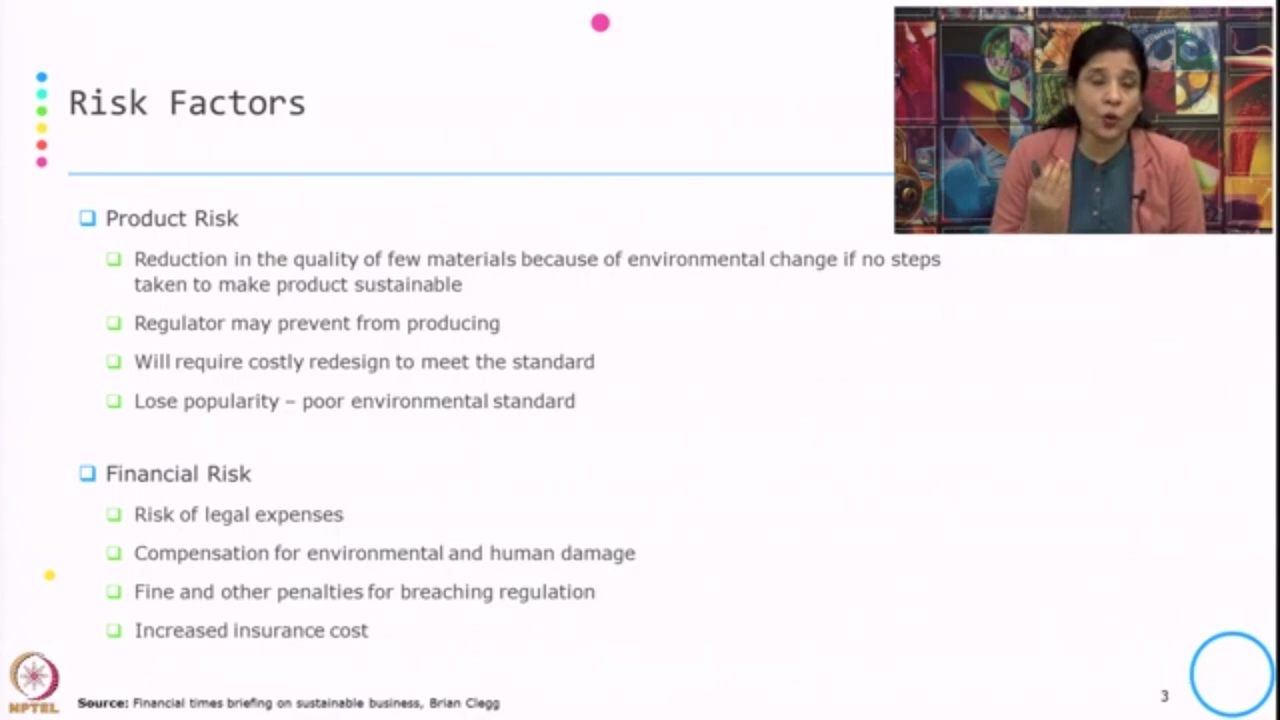 Risk Factors
Product Risk
Reduction in the quality of few materials because of environmental change if no steps
taken to make product sustainable
Regulator may prevent from producing
Will require costly redesign to meet the standard
Lose popularity – poor environmental standard
Financial Risk
Risk of legal expenses
Compensation for environmental and human damage
Fine and other penalties for breaching regulation
Increased insurance cost
NPTEL
Source: Financial times briefing on sustainable business, Brian Clegg
3